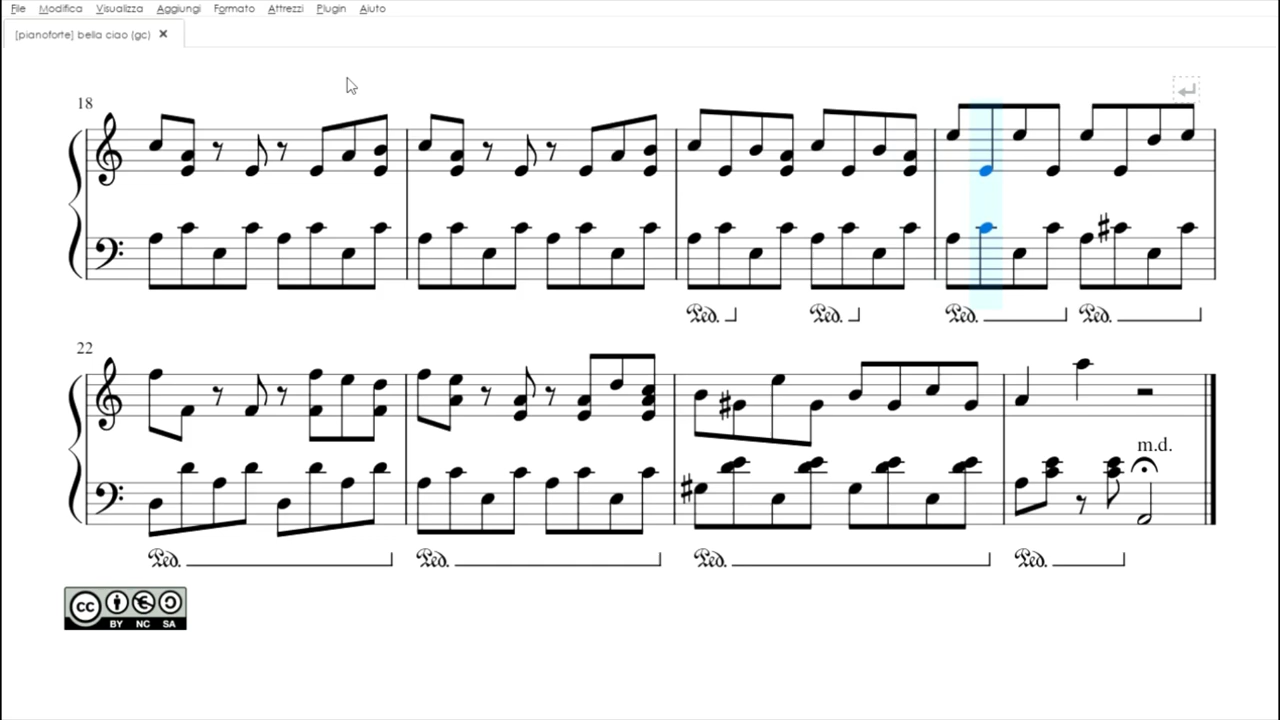 File Modifica Visualizza Aggiungi Formato Attrezzi Plugin Aiuto
[pianoforte] bella ciao (gc)
18
Ped. Ped. Ped. Ped.
22
m.d.
Ped. Ped. Ped. Ped.
cc BY NC SA